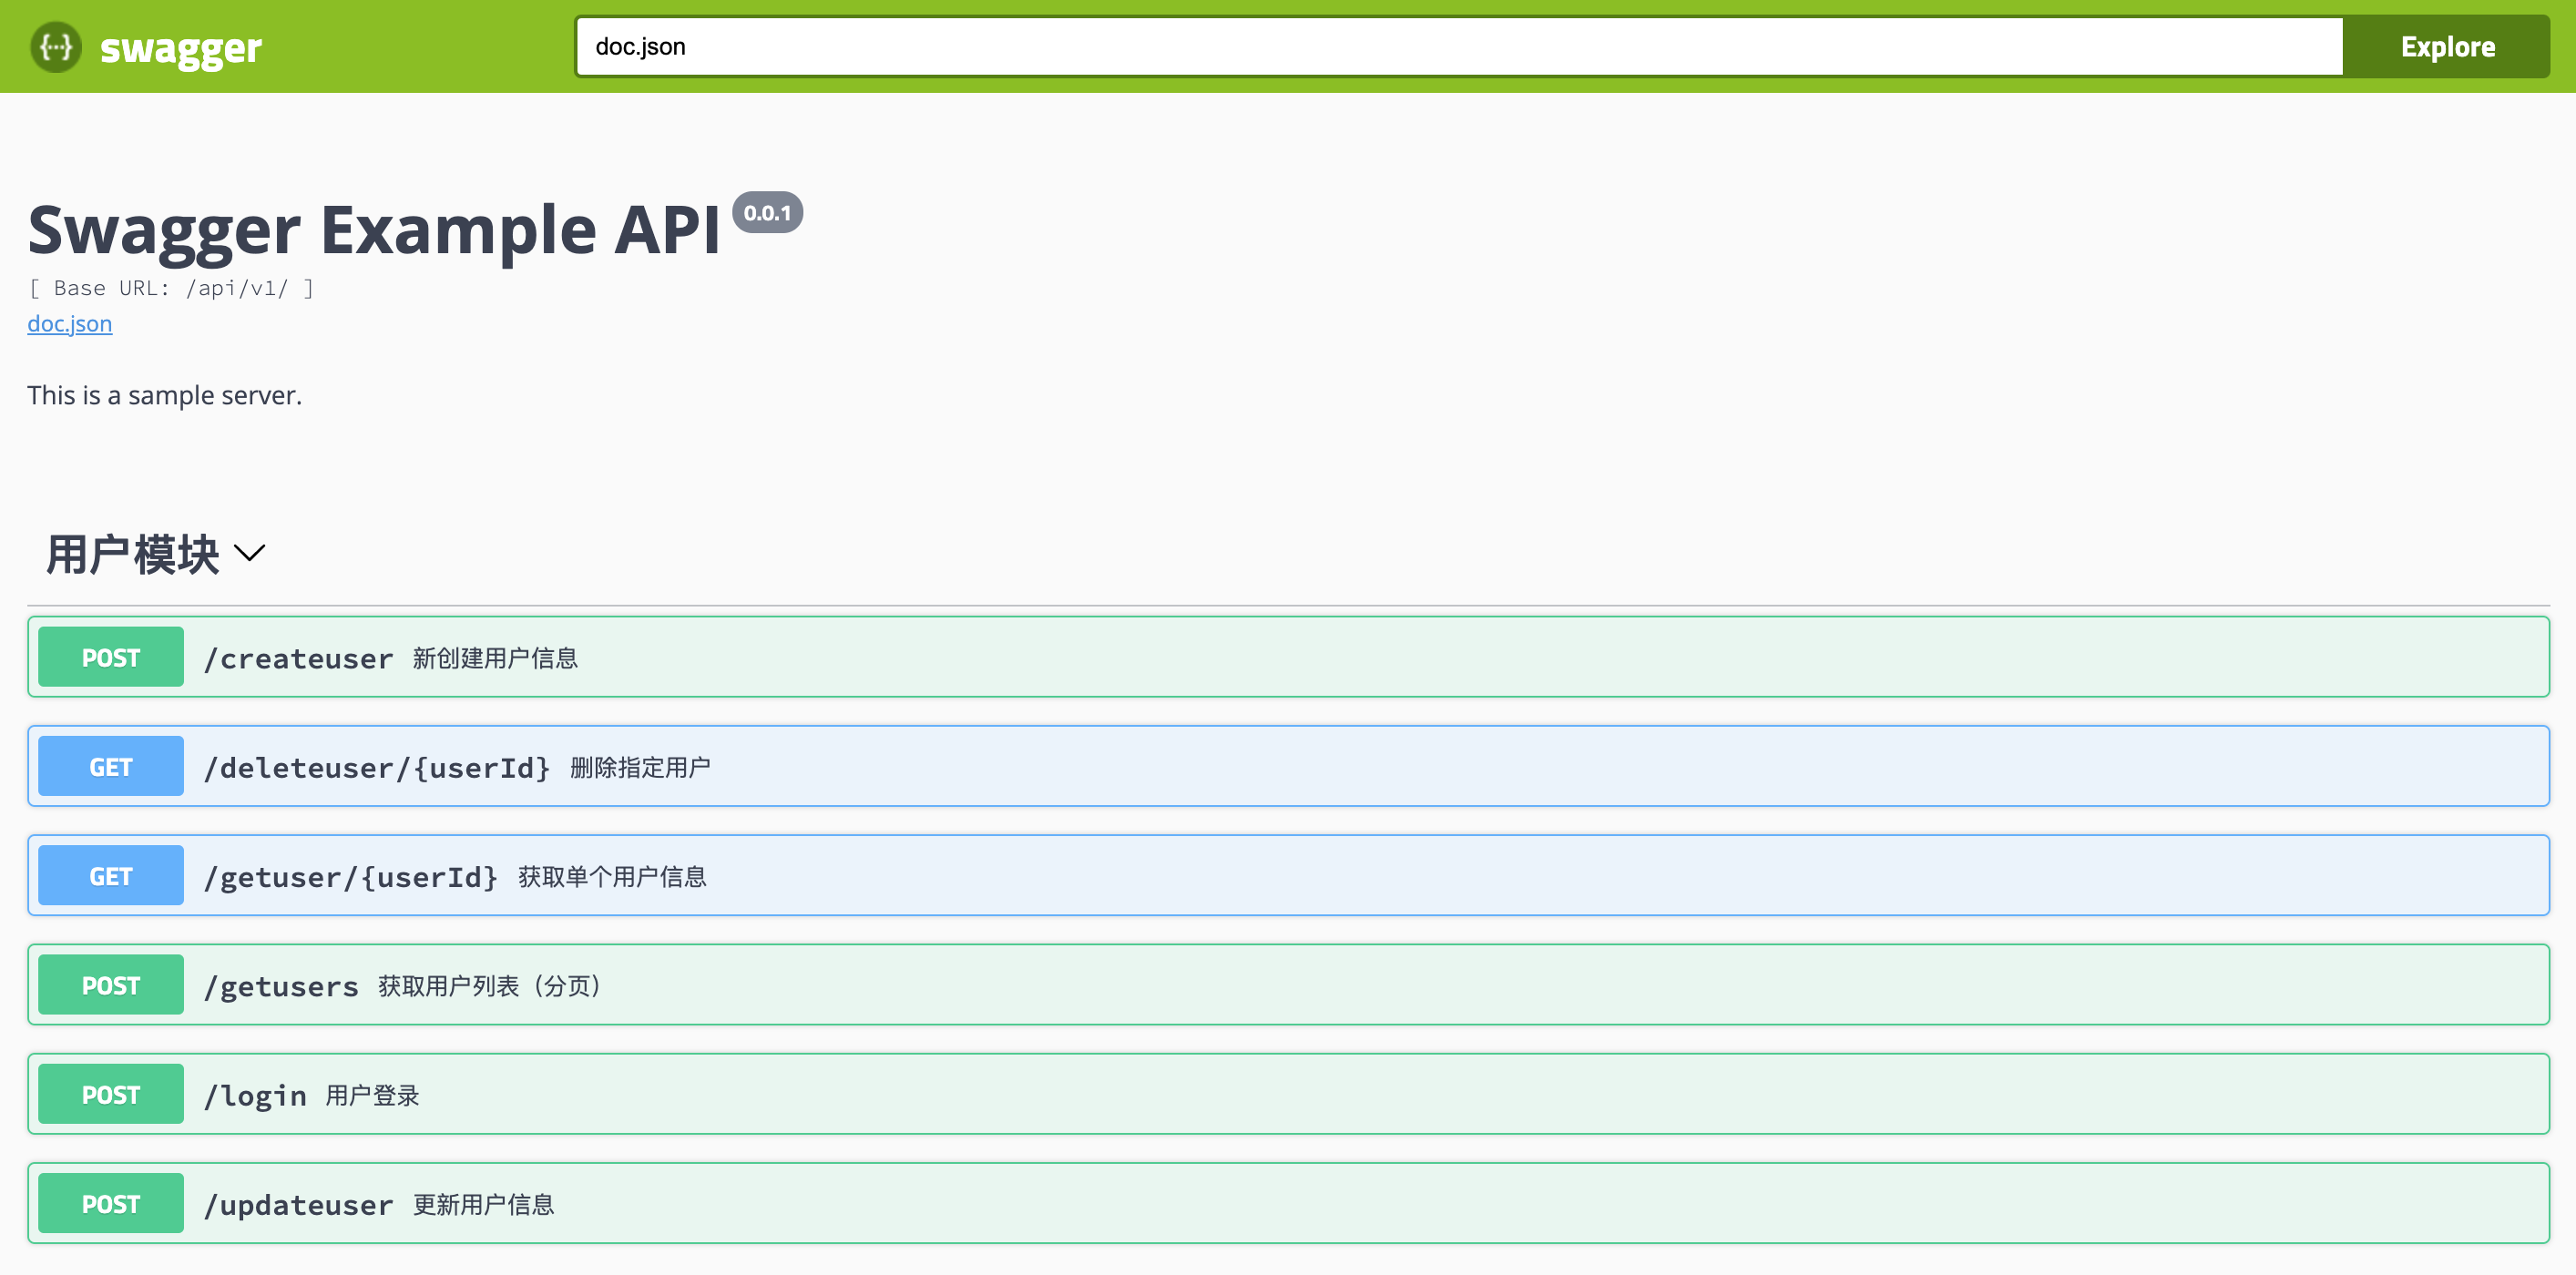 {···} swagger doc.json Explore
Swagger Example API 0.0.1
[ Base URL: /api/v1/ ]
doc.json
This is a sample server.
用户模块
POST /createuser 新创建用户信息
GET /deleteuser/{userId} 删除指定用户
GET /getuser/{userId} 获取单个用户信息
POST /getusers 获取用户列表（分页）
POST /login 用户登录
POST /updateuser 更新用户信息